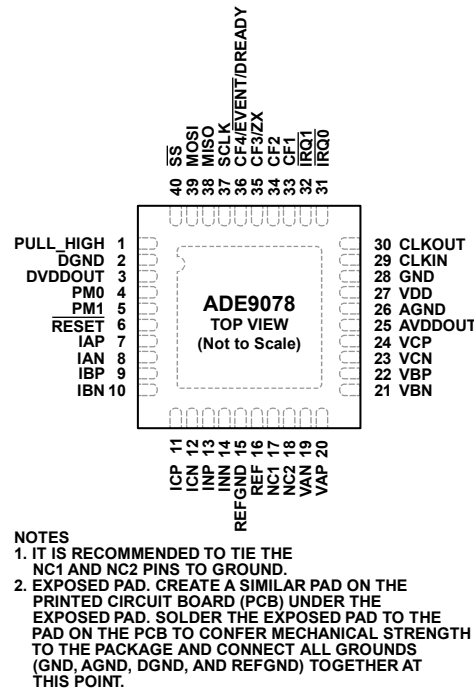 40 S̅S̅
39 MOSI
38 MISO
37 SCLK
36 CF4/E̅V̅E̅N̅T̅/DREADY
35 CF3/ZX
34 CF2
33 CF1
32 I̅R̅Q̅1̅
31 I̅R̅Q̅0̅
PULL_HIGH 1
DGND 2
DVDDOUT 3
PM0 4
PM1 5
R̅E̅S̅E̅T̅ 6
IAP 7
IAN 8
IBP 9
IBN 10
ADE9078
TOP VIEW
(Not to Scale)
30 CLKOUT
29 CLKIN
28 GND
27 VDD
26 AGND
25 AVDDOUT
24 VCP
23 VCN
22 VBP
21 VBN
ICP 11
ICN 12
INP 13
INN 14
REFGND 15
REF 16
NC1 17
NC2 18
VAN 19
VAP 20
NOTES
1. IT IS RECOMMENDED TO TIE THE
NC1 AND NC2 PINS TO GROUND.
2. EXPOSED PAD. CREATE A SIMILAR PAD ON THE
PRINTED CIRCUIT BOARD (PCB) UNDER THE
EXPOSED PAD. SOLDER THE EXPOSED PAD TO THE
PAD ON THE PCB TO CONFER MECHANICAL STRENGTH
TO THE PACKAGE AND CONNECT ALL GROUNDS
(GND, AGND, DGND, AND REFGND) TOGETHER AT
THIS POINT.